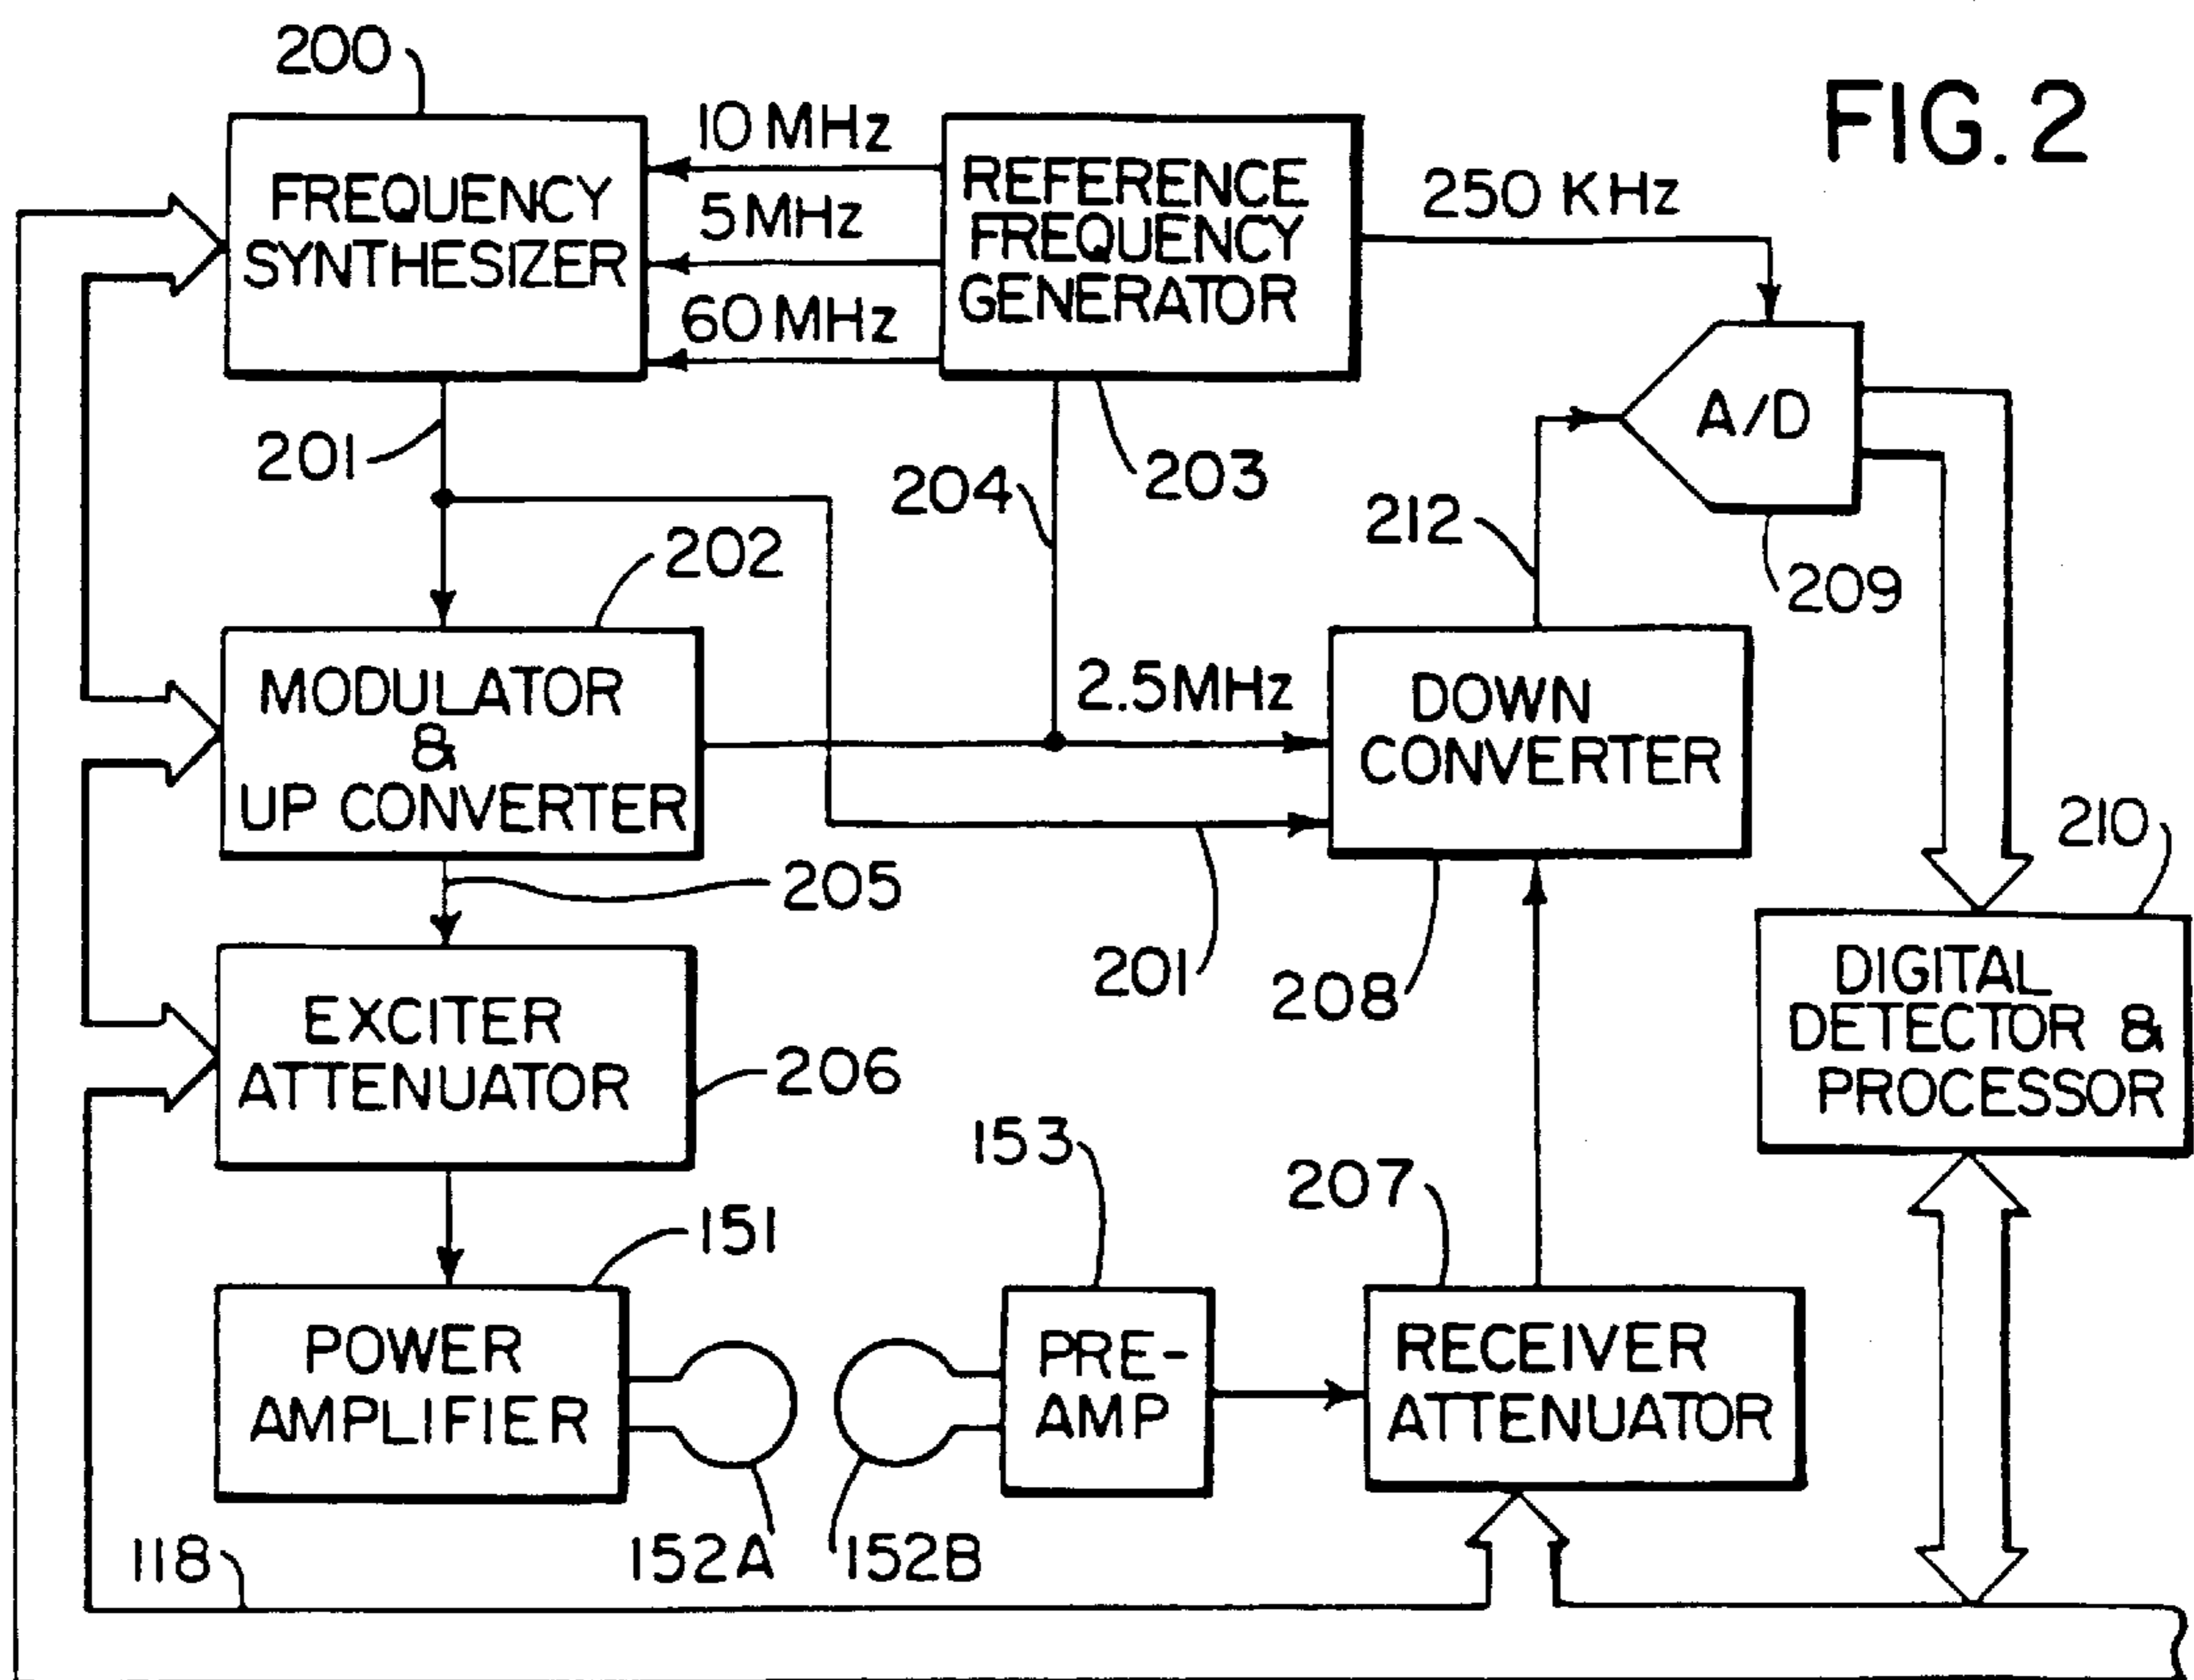 FIG. 2
200
FREQUENCY
SYNTHESIZER
10 MHz
5 MHz
60 MHz
REFERENCE
FREQUENCY
GENERATOR
250 KHz
A/D
201
204
203
212
209
202
MODULATOR
&
UP CONVERTER
2.5MHz
DOWN
CONVERTER
210
205
201
208
DIGITAL
DETECTOR &
PROCESSOR
EXCITER
ATTENUATOR
206
153
207
151
POWER
AMPLIFIER
PRE-
AMP
RECEIVER
ATTENUATOR
118
152A
152B